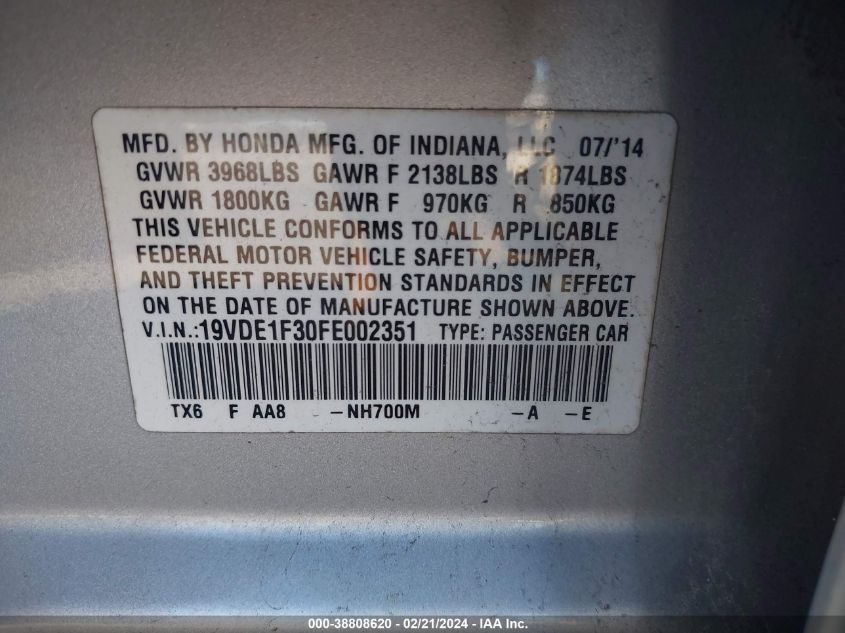 MFD. BY HONDA MFG. OF INDIANA, LLC 07/'14
GVWR 3968LBS GAWR F 2138LBS R 1874LBS
GVWR 1800KG GAWR F 970KG R 850KG
THIS VEHICLE CONFORMS TO ALL APPLICABLE
FEDERAL MOTOR VEHICLE SAFETY, BUMPER,
AND THEFT PREVENTION STANDARDS IN EFFECT
ON THE DATE OF MANUFACTURE SHOWN ABOVE.
V.I.N.:19VDE1F30FE002351 TYPE: PASSENGER CAR
TX6 F AA8 -NH700M -A -E
000-38808620 - 02/21/2024 - IAA Inc.